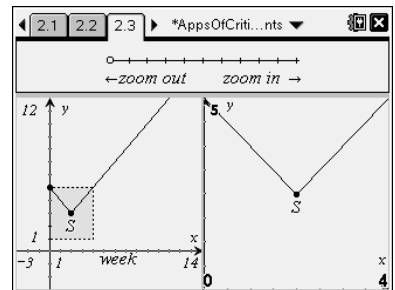 2.1 2.2 2.3 *AppsOfCriti…nts
←zoom out zoom in →
12 y
S
1
x
-3 1 week 14
5 y
S
x
0 4